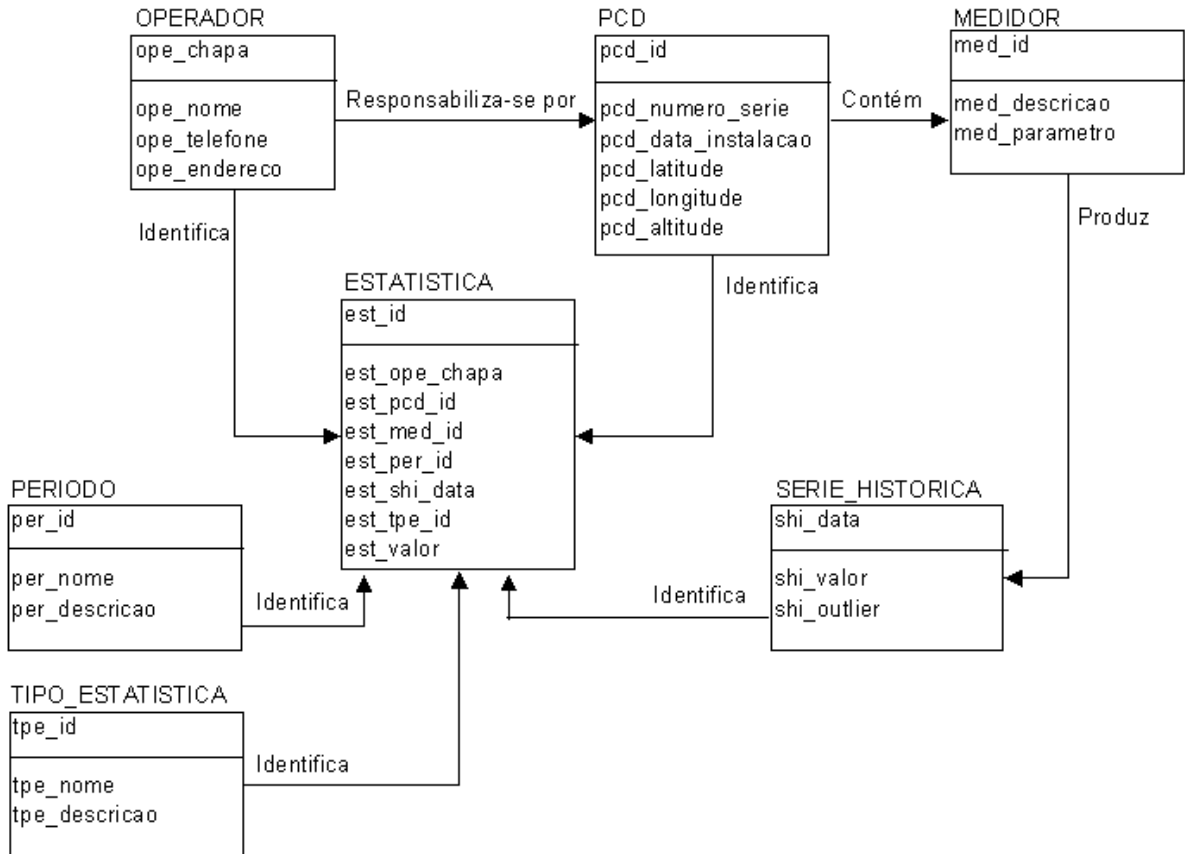 OPERADOR
ope_chapa
ope_nome
ope_telefone
ope_endereco
Responsabiliza-se por
PCD
pcd_id
pcd_numero_serie
pcd_data_instalacao
pcd_latitude
pcd_longitude
pcd_altitude
Contém
MEDIDOR
med_id
med_descricao
med_parametro
Identifica
Identifica
Produz
ESTATISTICA
est_id
est_ope_chapa
est_pcd_id
est_med_id
est_per_id
est_shi_data
est_tpe_id
est_valor
PERIODO
per_id
per_nome
per_descricao
Identifica
Identifica
SERIE_HISTORICA
shi_data
shi_valor
shi_outlier
TIPO_ESTATISTICA
tpe_id
tpe_nome
tpe_descricao
Identifica